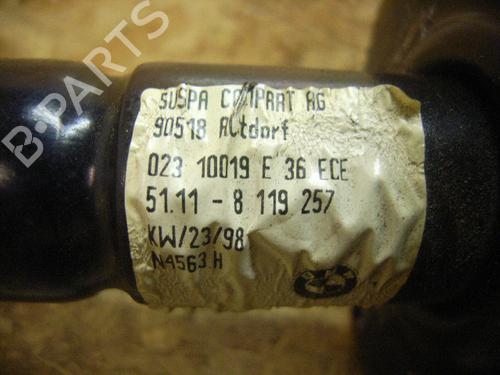 B-PARTS
SUSPA COMPART AG
90518 Altdorf
023 10019 E 36 ECE
51.11 - 8 119 257
KW/23/98
N4563 H